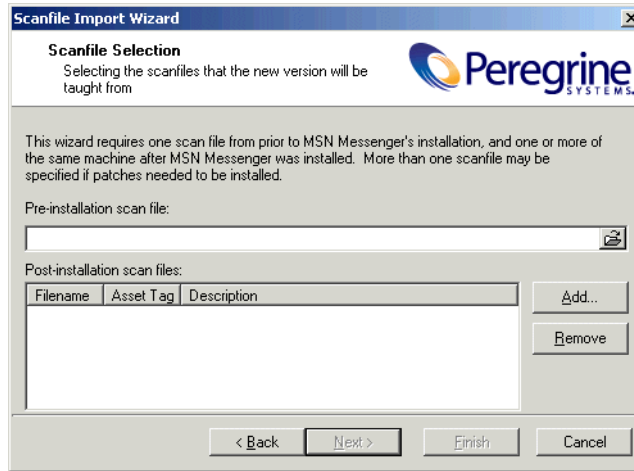 Scanfile Import Wizard
Scanfile Selection
Selecting the scanfiles that the new version will be
taught from
Peregrine
SYSTEMS
This wizard requires one scan file from prior to MSN Messenger's installation, and one or more of
the same machine after MSN Messenger was installed. More than one scanfile may be
specified if patches needed to be installed.
Pre-installation scan file:
Post-installation scan files:
Filename Asset Tag Description
Add...
Remove
< Back Next > Finish Cancel